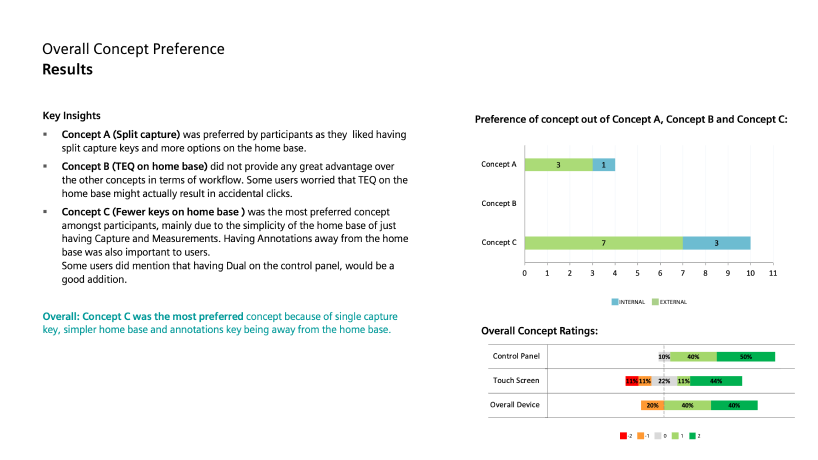 Overall Concept Preference
Results
Key Insights
▪ Concept A (Split capture) was preferred by participants as they liked having
split capture keys and more options on the home base.
▪ Concept B (TEQ on home base) did not provide any great advantage over
the other concepts in terms of workflow. Some users worried that TEQ on the
home base might actually result in accidental clicks.
▪ Concept C (Fewer keys on home base ) was the most preferred concept
amongst participants, mainly due to the simplicity of the home base of just
having Capture and Measurements. Having Annotations away from the home
base was also important to users.
Some users did mention that having Dual on the control panel, would be a
good addition.
Overall: Concept C was the most preferred concept because of single capture
key, simpler home base and annotations key being away from the home base.
Preference of concept out of Concept A, Concept B and Concept C:
Concept A 3 1
Concept B
Concept C 7 3
0 1 2 3 4 5 6 7 8 9 10 11
INTERNAL EXTERNAL
Overall Concept Ratings:
Control Panel 10% 40% 50%
Touch Screen 11% 11% 22% 11% 44%
Overall Device 20% 40% 40%
-2 -1 0 1 2